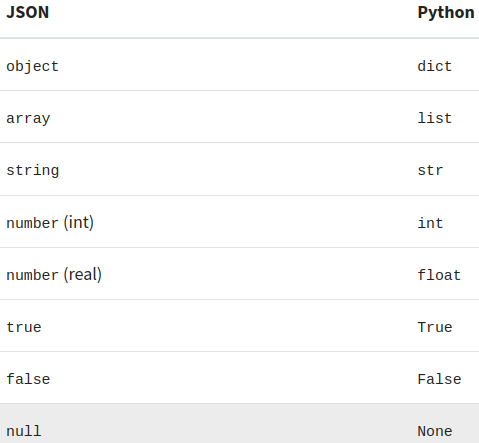 JSON Python
object dict
array list
string str
number (int) int
number (real) float
true True
false False
null None